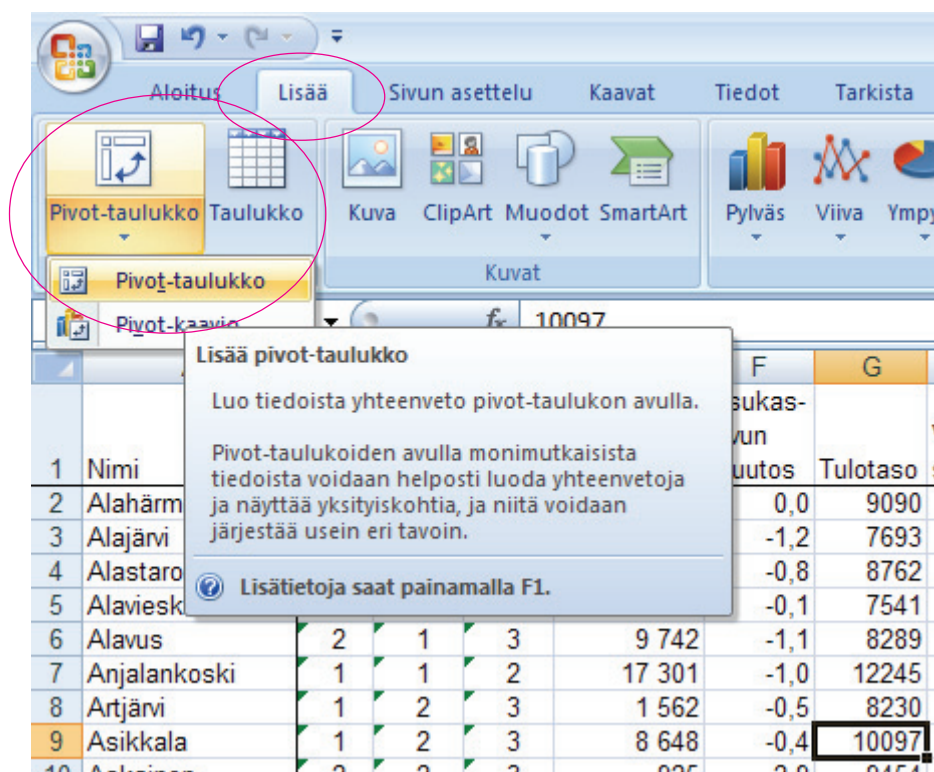 Aloitus Lisää Sivun asettelu Kaavat Tiedot Tarkista
Pivot-taulukko Taulukko Kuva ClipArt Muodot SmartArt Pylväs Viiva
Kuvat
Pivot-taulukko
Pivot-kaavio
fx 10097
Lisää pivot-taulukko
Luo tiedoista yhteenveto pivot-taulukon avulla.
Pivot-taulukoiden avulla monimutkaisista
tiedoista voidaan helposti luoda yhteenvetoja
ja näyttää yksityiskohtia, ja niitä voidaan
järjestää usein eri tavoin.
Lisätietoja saat painamalla F1.
F G
1 Nimi Tulotaso
2 0,0 9090
3 Alajärvi -1,2 7693
4 -0,8 8762
5 -0,1 7541
6 Alavus 2 1 3 9 742 -1,1 8289
7 Anjalankoski 1 1 2 17 301 -1,0 12245
8 Artjärvi 1 2 3 1 562 -0,5 8230
9 Asikkala 1 2 3 8 648 -0,4 10097